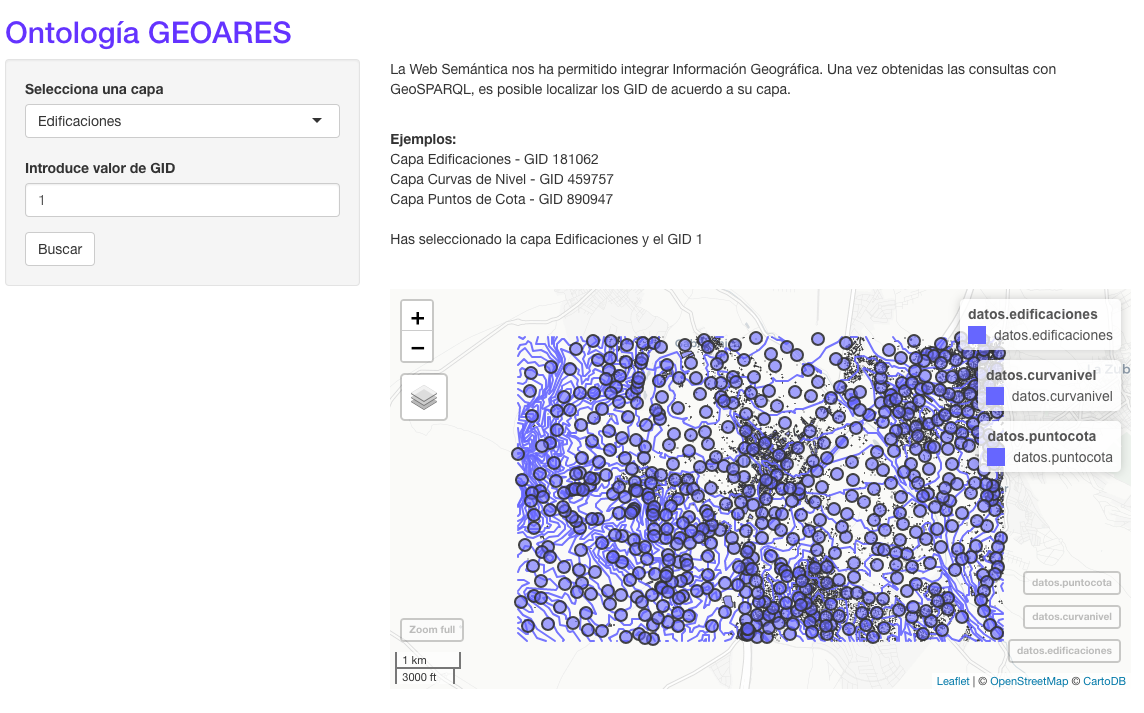 Ontología GEOARES
Selecciona una capa
Edificaciones
Introduce valor de GID
1
Buscar
La Web Semántica nos ha permitido integrar Información Geográfica. Una vez obtenidas las consultas con
GeoSPARQL, es posible localizar los GID de acuerdo a su capa.
Ejemplos:
Capa Edificaciones - GID 181062
Capa Curvas de Nivel - GID 459757
Capa Puntos de Cota - GID 890947
Has seleccionado la capa Edificaciones y el GID 1
+
−
datos.edificaciones
datos.edificaciones
datos.curvanivel
datos.curvanivel
datos.puntocota
datos.puntocota
datos.puntocota
datos.curvanivel
datos.edificaciones
Zoom full
1 km
3000 ft
Leaflet | © OpenStreetMap © CartoDB